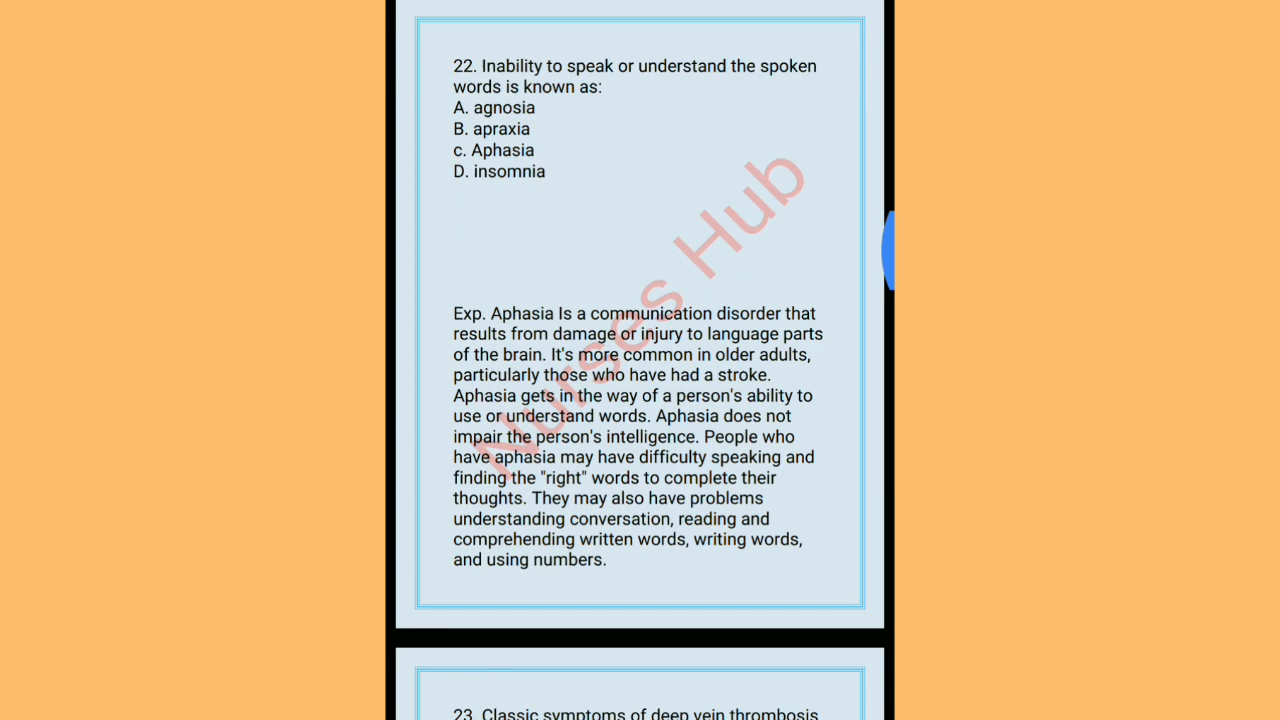 22. Inability to speak or understand the spoken
words is known as:
A. agnosia
B. apraxia
c. Aphasia
D. insomnia
Nurses Hub
Exp. Aphasia Is a communication disorder that
results from damage or injury to language parts
of the brain. It's more common in older adults,
particularly those who have had a stroke.
Aphasia gets in the way of a person's ability to
use or understand words. Aphasia does not
impair the person's intelligence. People who
have aphasia may have difficulty speaking and
finding the "right" words to complete their
thoughts. They may also have problems
understanding conversation, reading and
comprehending written words, writing words,
and using numbers.
23. Classic symptoms of deep vein thrombosis